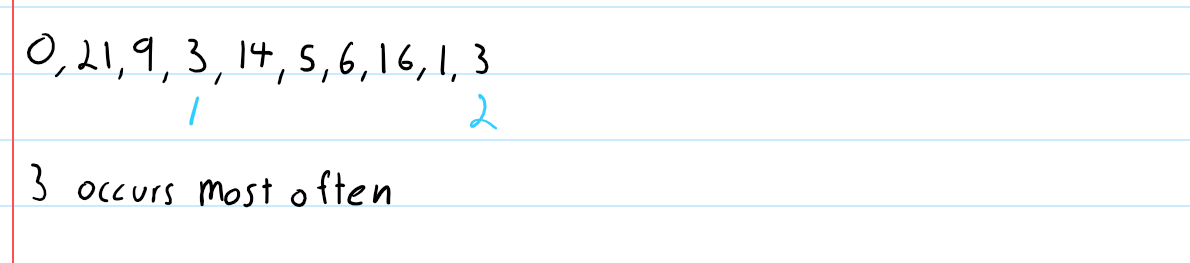 0, 21, 9, 3, 14, 5, 6, 16, 1, 3
1 2
3 occurs most often